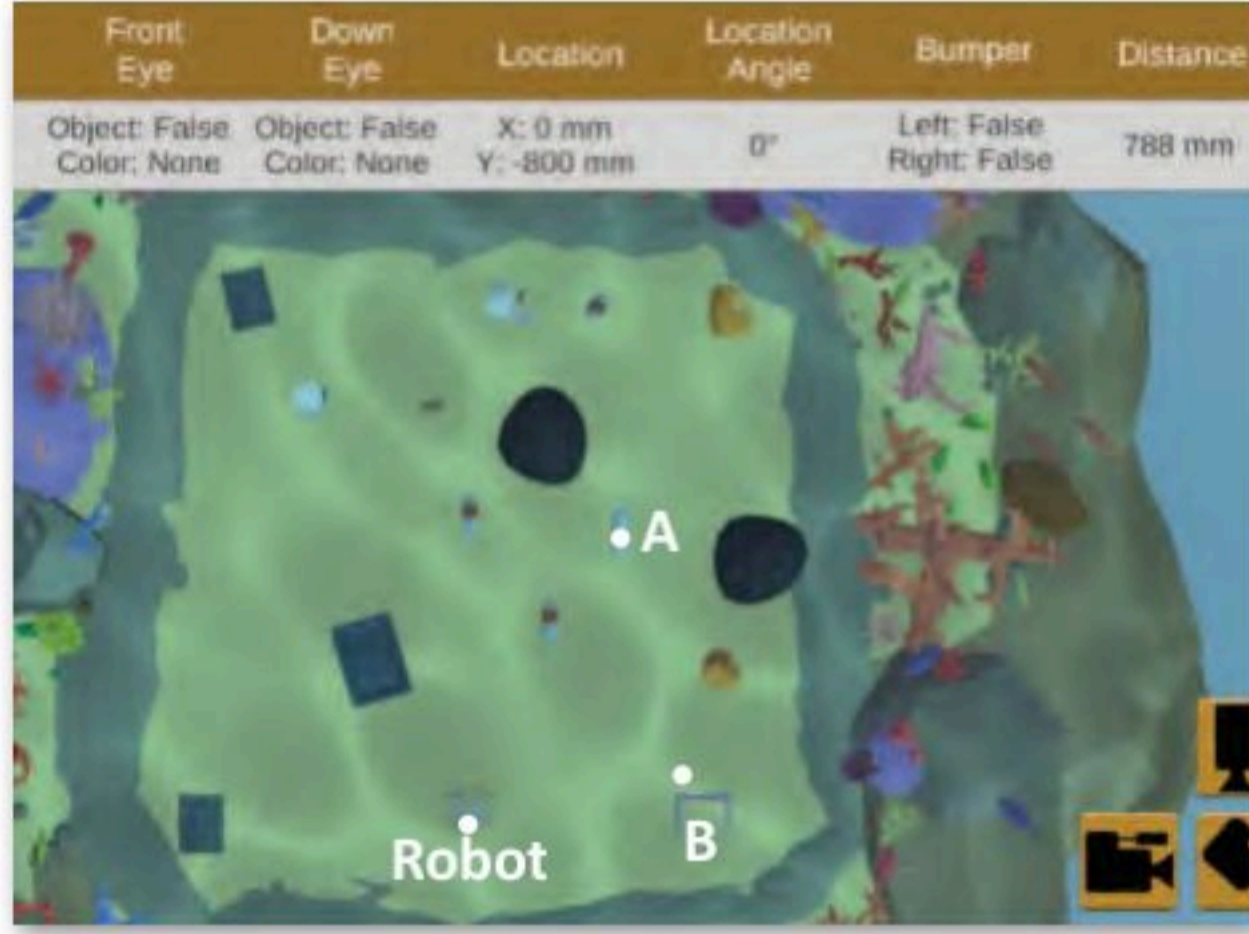 Front Eye
Down Eye
Location
Location Angle
Bumper
Distance
Object: False
Color: None
Object: False
Color: None
X: 0 mm
Y: -800 mm
0°
Left: False
Right: False
788 mm
A
B
Robot